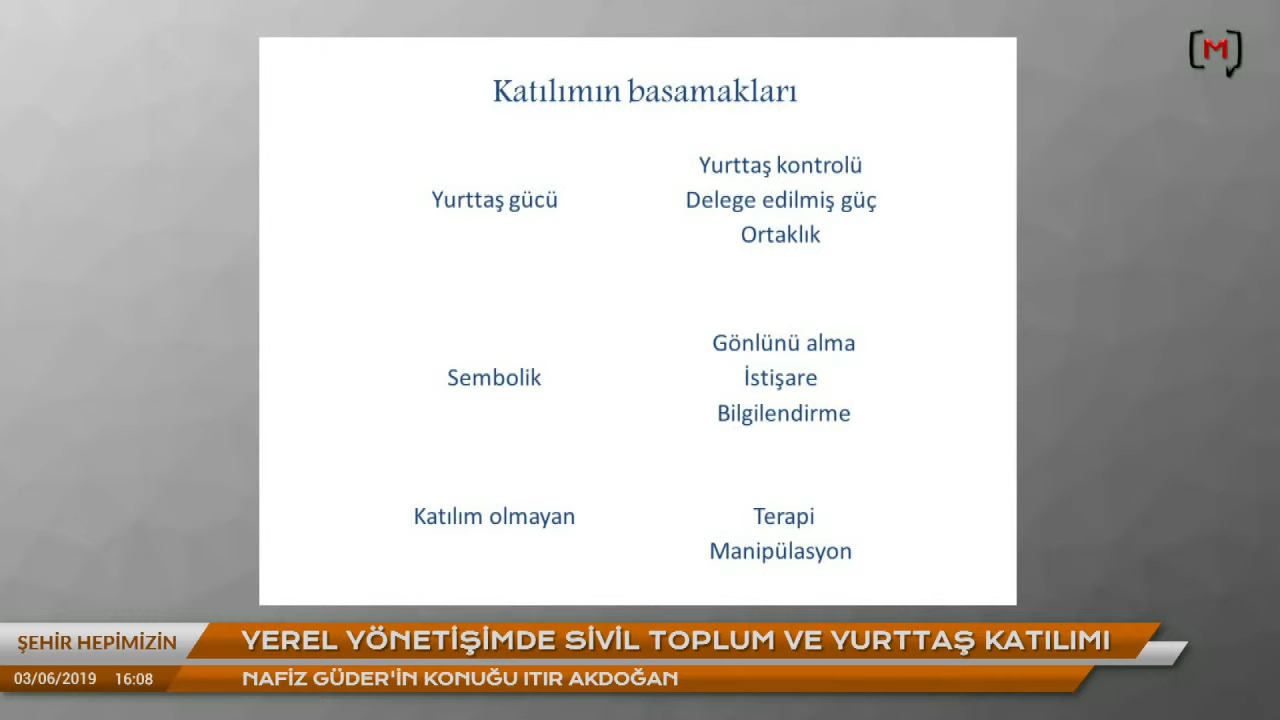 Katılımın basamakları
Yurttaş gücü
Yurttaş kontrolü
Delege edilmiş güç
Ortaklık
Sembolik
Gönlünü alma
İstişare
Bilgilendirme
Katılım olmayan
Terapi
Manipülasyon
[M]
ŞEHİR HEPİMİZİN
YEREL YÖNETİŞİMDE SİVİL TOPLUM VE YURTTAŞ KATILIMI
03/06/2019 16:08
NAFİZ GÜDER'İN KONUĞU ITIR AKDOĞAN